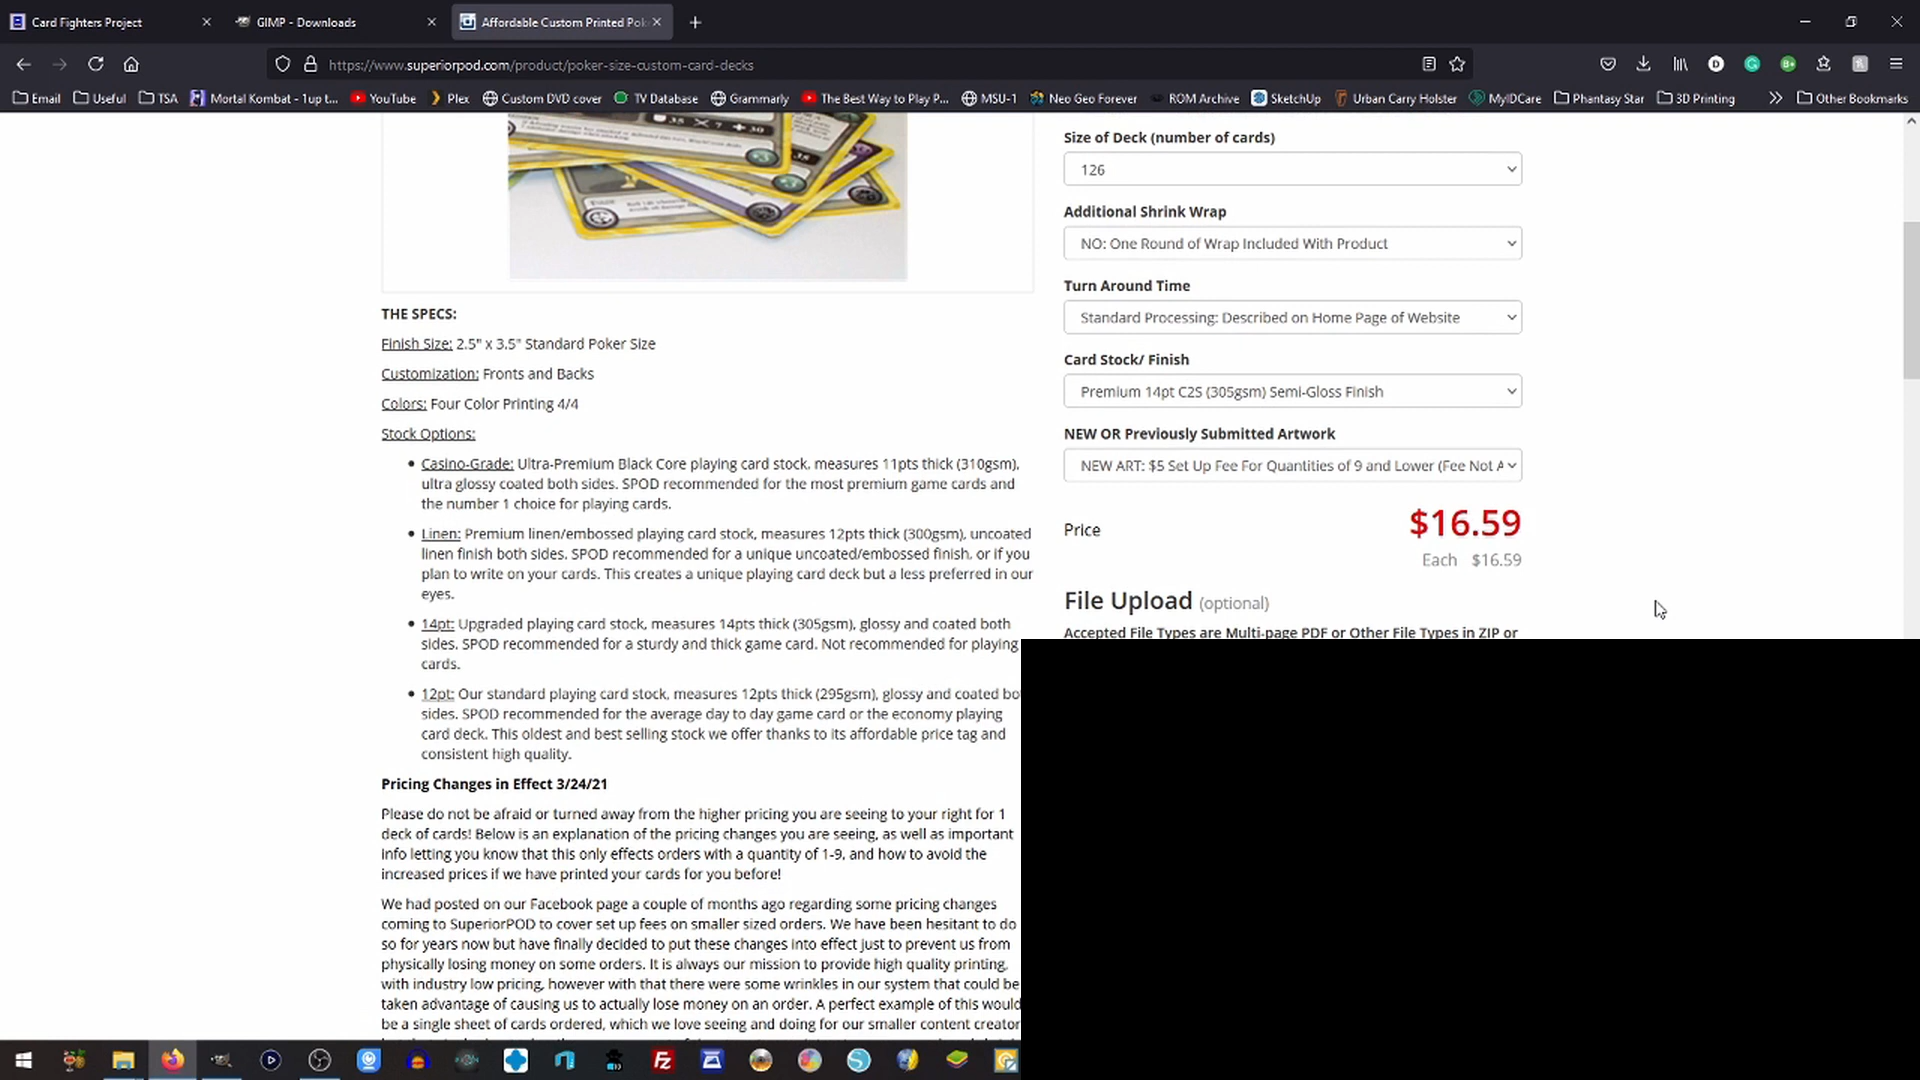 Card Fighters Project
GIMP - Downloads
Affordable Custom Printed Pok
https://www.superiorpod.com/product/poker-size-custom-card-decks
Email
Useful
TSA
Mortal Kombat - 1up t...
YouTube
Plex
Custom DVD cover
TV Database
Grammarly
The Best Way to Play P...
MSU-1
Neo Geo Forever
ROM Archive
SketchUp
Urban Carry Holster
MyIDCare
Phantasy Star
3D Printing
Other Bookmarks
Size of Deck (number of cards)
126
Additional Shrink Wrap
NO: One Round of Wrap Included With Product
Turn Around Time
Standard Processing: Described on Home Page of Website
Card Stock/ Finish
Premium 14pt C2S (305gsm) Semi-Gloss Finish
NEW OR Previously Submitted Artwork
NEW ART: $5 Set Up Fee For Quantities of 9 and Lower (Fee Not A
Price
$16.59
Each $16.59
File Upload (optional)
Accepted File Types are Multi-page PDF or Other File Types in ZIP or
THE SPECS:
Finish Size: 2.5" x 3.5" Standard Poker Size
Customization: Fronts and Backs
Colors: Four Color Printing 4/4
Stock Options:
Casino-Grade: Ultra-Premium Black Core playing card stock, measures 11pts thick (310gsm),
ultra glossy coated both sides. SPOD recommended for the most premium game cards and
the number 1 choice for playing cards.
Linen: Premium linen/embossed playing card stock, measures 12pts thick (300gsm), uncoated
linen finish both sides. SPOD recommended for a unique uncoated/embossed finish, or if you
plan to write on your cards. This creates a unique playing card deck but a less preferred in our
eyes.
14pt: Upgraded playing card stock, measures 14pts thick (305gsm), glossy and coated both
sides. SPOD recommended for a sturdy and thick game card. Not recommended for playing
cards.
12pt: Our standard playing card stock, measures 12pts thick (295gsm), glossy and coated bo
sides. SPOD recommended for the average day to day game card or the economy playing
card deck. This oldest and best selling stock we offer thanks to its affordable price tag and
consistent high quality.
Pricing Changes in Effect 3/24/21
Please do not be afraid or turned away from the higher pricing you are seeing to your right for 1
deck of cards! Below is an explanation of the pricing changes you are seeing, as well as important
info letting you know that this only effects orders with a quantity of 1-9, and how to avoid the
increased prices if we have printed your cards for you before!
We had posted on our Facebook page a couple of months ago regarding some pricing changes
coming to SuperiorPOD to cover set up fees on smaller sized orders. We have been hesitant to do
so for years now but have finally decided to put these changes into effect just to prevent us from
physically losing money on some orders. It is always our mission to provide high quality printing,
with industry low pricing, however with that there were some wrinkles in our system that could be
taken advantage of causing us to actually lose money on an order. A perfect example of this would
be a single sheet of cards ordered, which we love seeing and doing for our smaller content creator